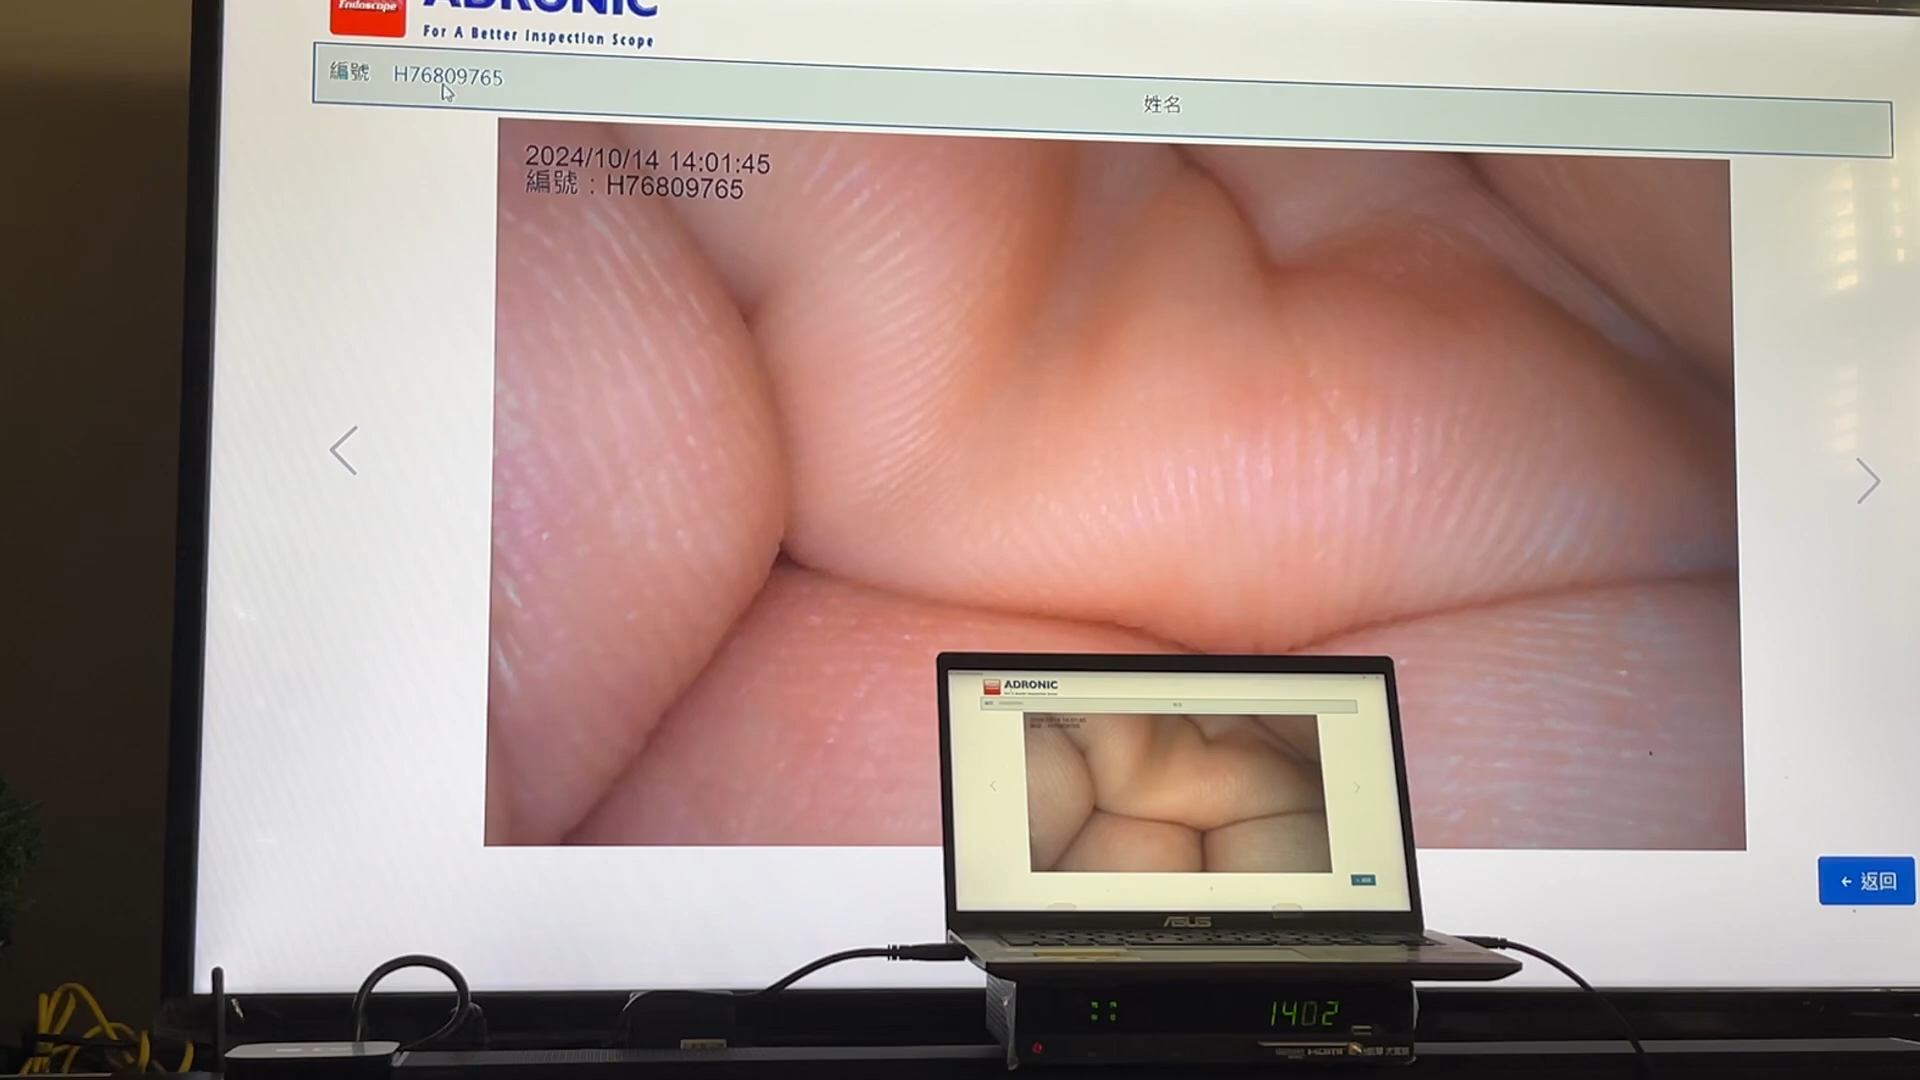 Endoscope
ADRONIC
For A Better Inspection Scope
編號 H76809765
姓名
2024/10/14 14:01:45
編號：H76809765
← 返回
ADRONIC
ASUS
1402
HDMI